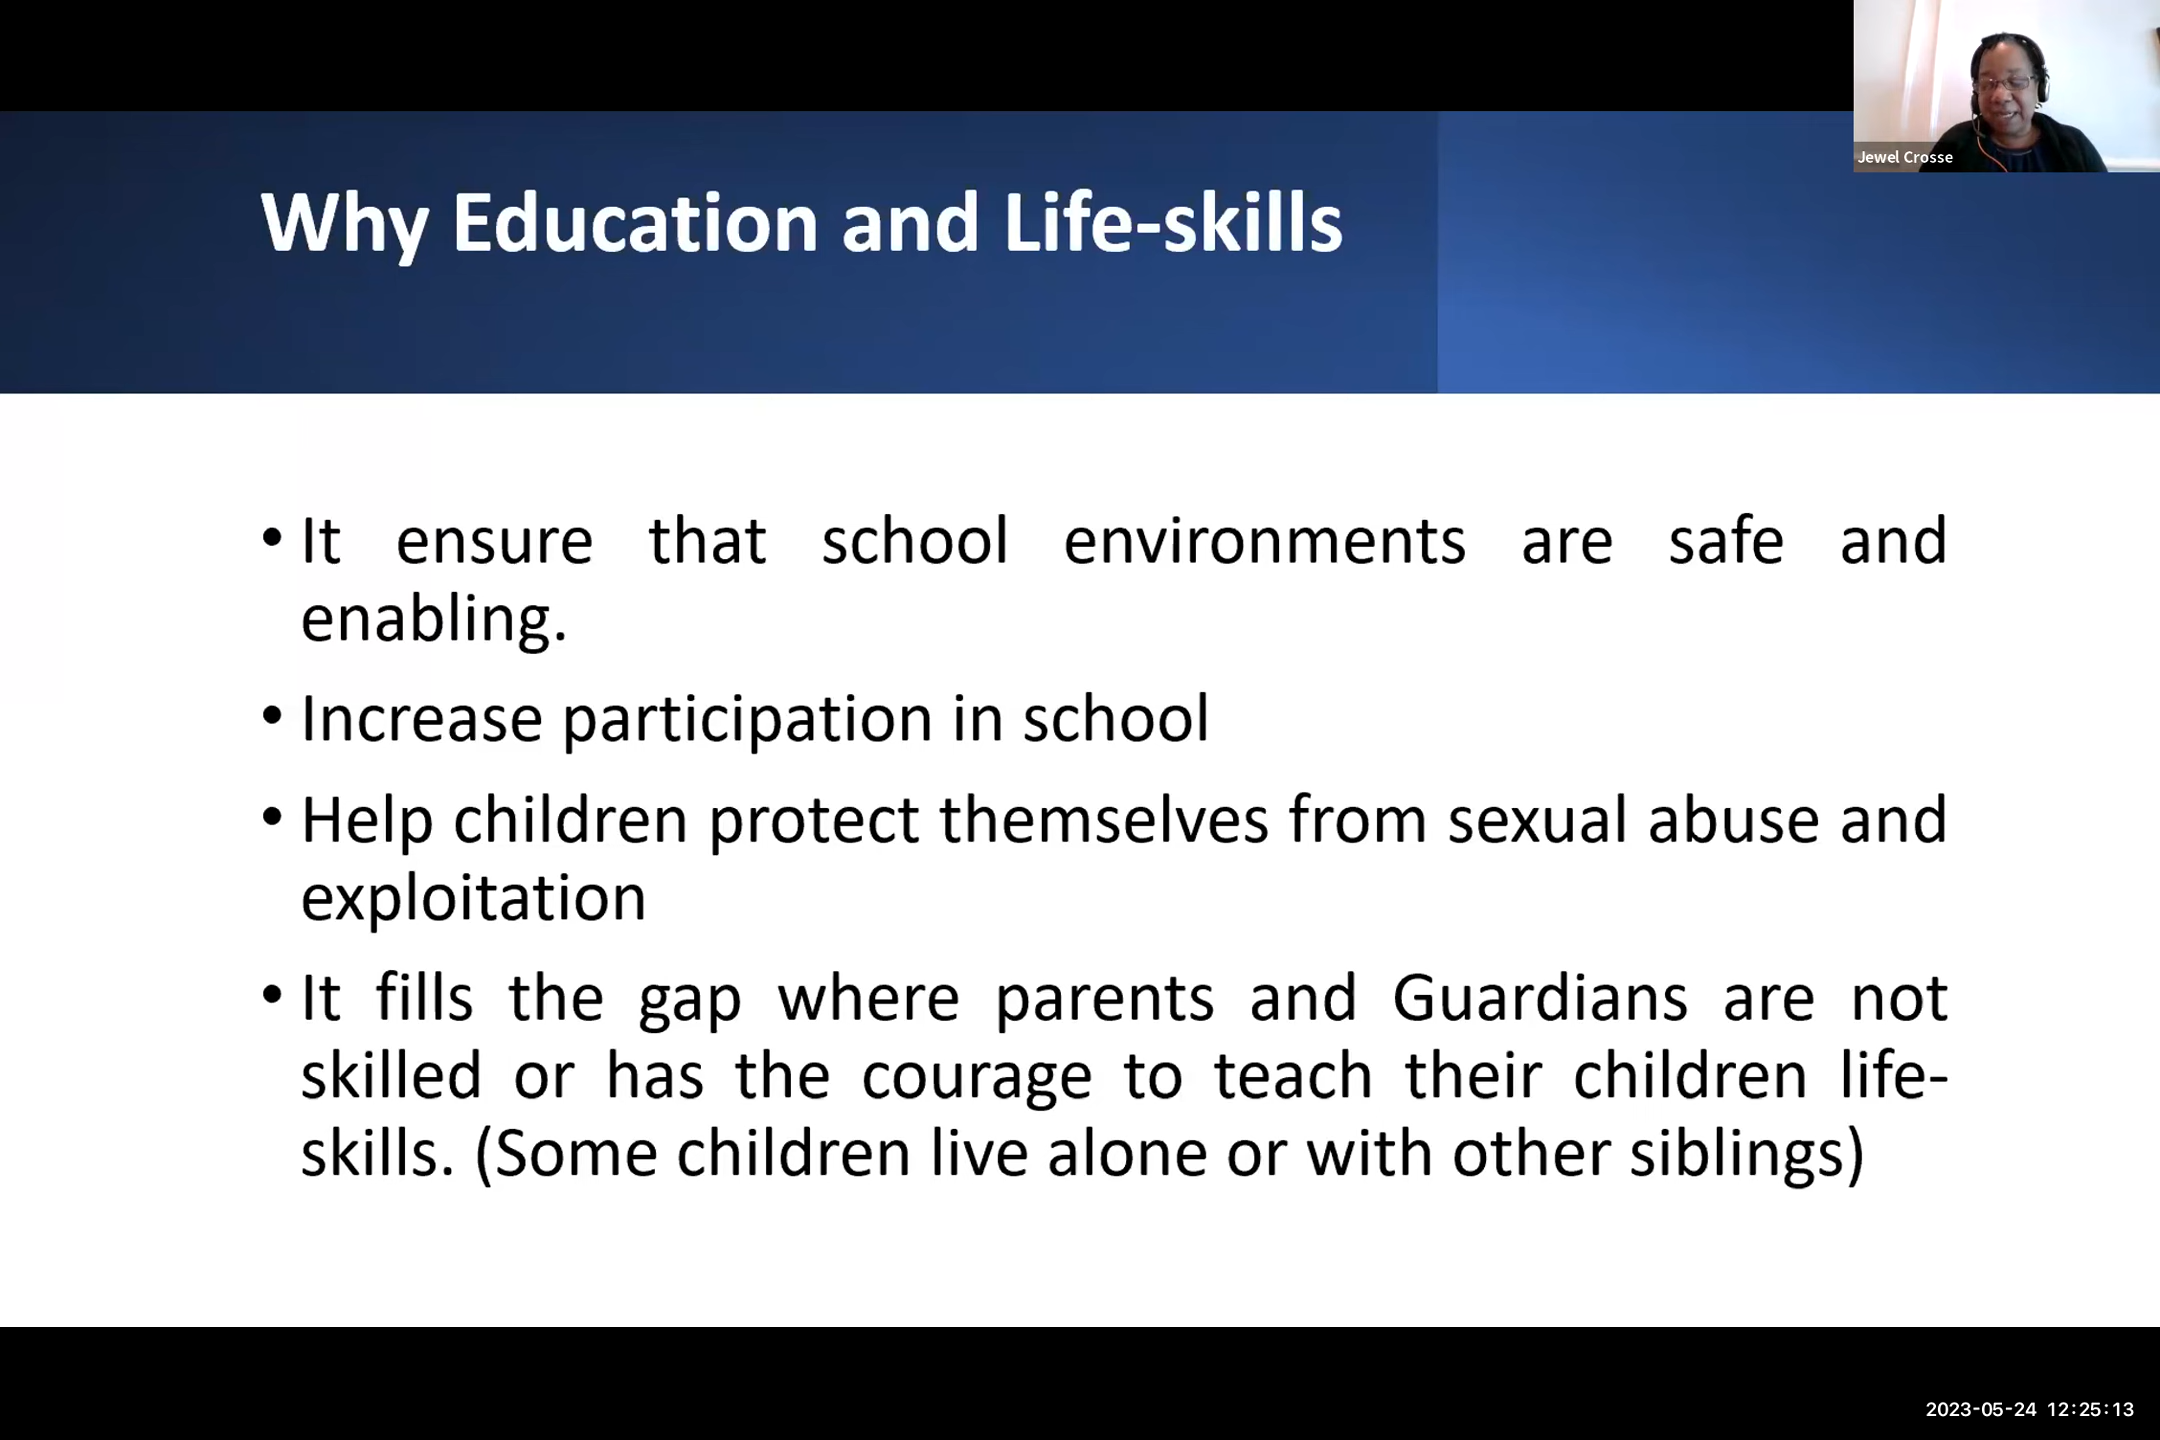 Jewel Crosse
Why Education and Life-skills
• It ensure that school environments are safe and
enabling.
• Increase participation in school
• Help children protect themselves from sexual abuse and
exploitation
• It fills the gap where parents and Guardians are not
skilled or has the courage to teach their children life-
skills. (Some children live alone or with other siblings)
2023-05-24 12:25:13